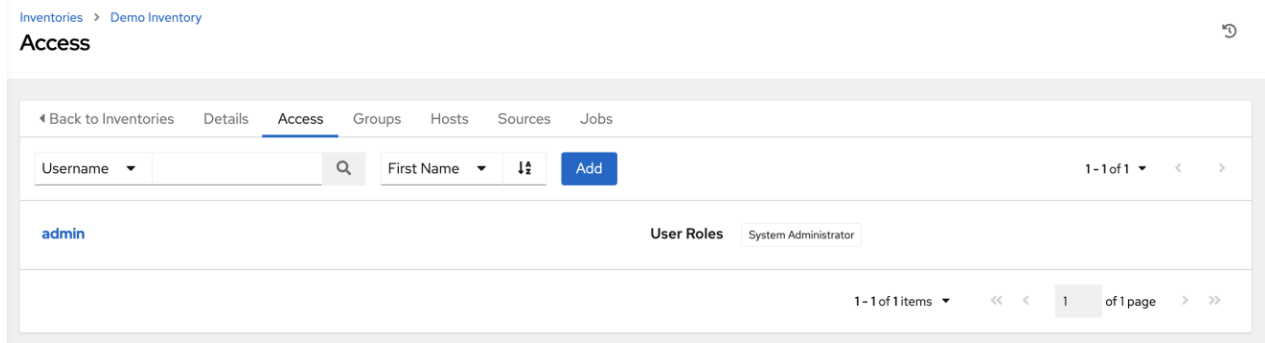 Inventories > Demo Inventory
Access
Back to Inventories Details Access Groups Hosts Sources Jobs
Username First Name Add 1 - 1 of 1
admin User Roles System Administrator
1 - 1 of 1 items 1 of 1 page